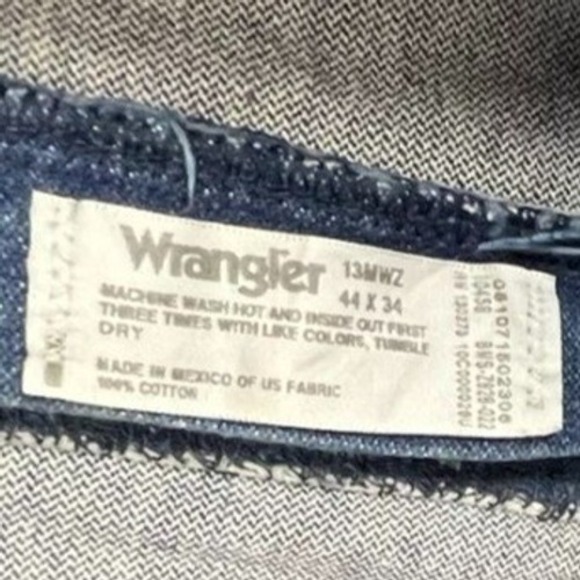 Wrangler
13MWZ
44 X 34
MACHINE WASH HOT AND INSIDE OUT FIRST
THREE TIMES WITH LIKE COLORS, TUMBLE
DRY
MADE IN MEXICO OF US FABRIC
100% COTTON
081071502306